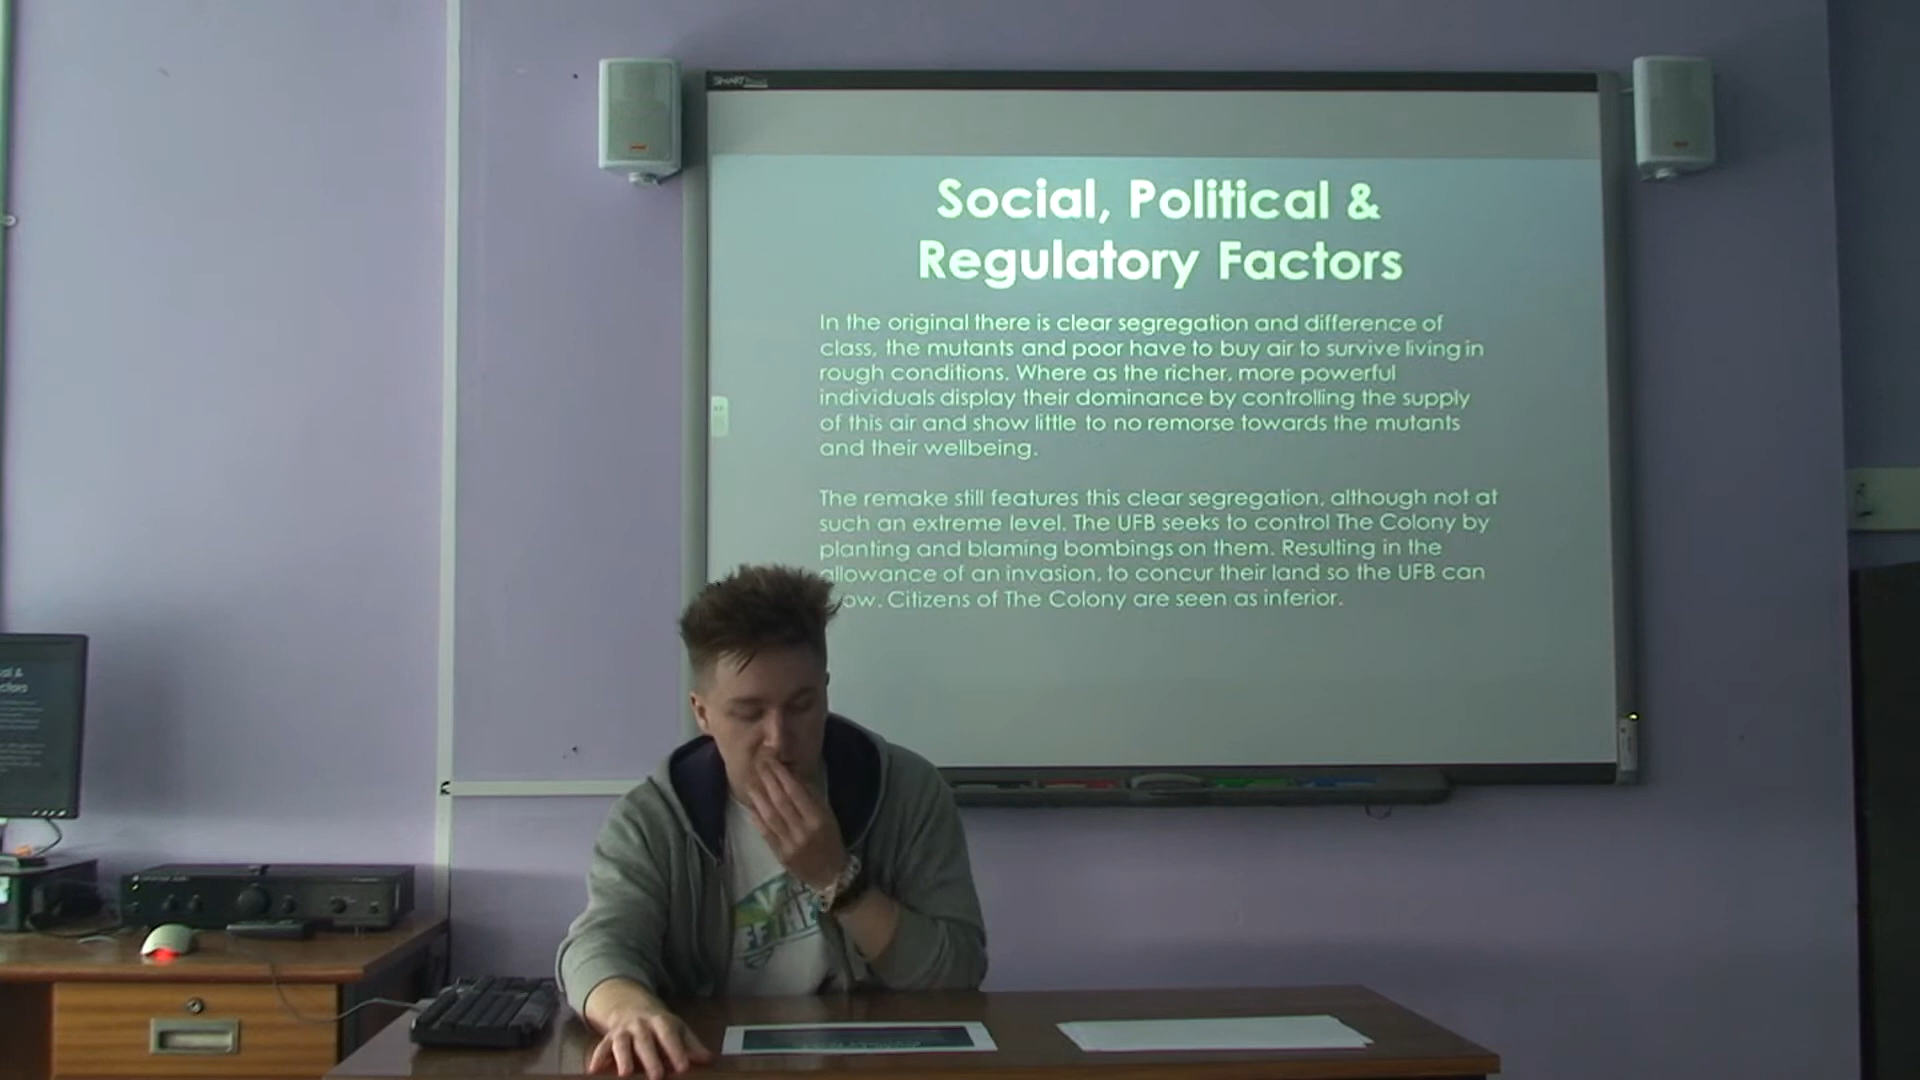 SMART
Social, Political &
Regulatory Factors
In the original there is clear segregation and difference of
class, the mutants and poor have to buy air to survive living in
rough conditions. Where as the richer, more powerful
individuals display their dominance by controlling the supply
of this air and show little to no remorse towards the mutants
and their wellbeing.
The remake still features this clear segregation, although not at
such an extreme level. The UFB seeks to control The Colony by
planting and blaming bombings on them. Resulting in the
allowance of an invasion, to concur their land so the UFB can
ow. Citizens of The Colony are seen as inferior.